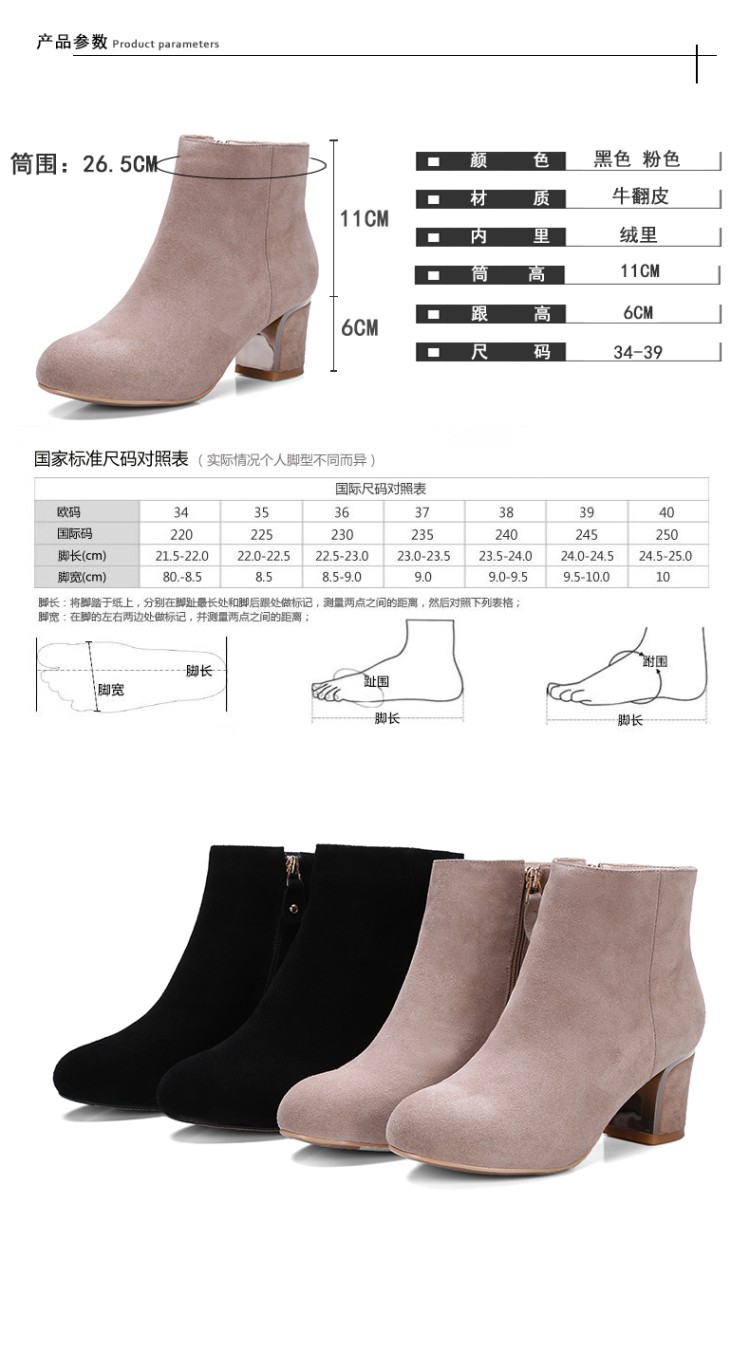 产品参数 Product parameters
筒围：26.5CM
11CM
6CM
颜 色 黑色 粉色
材 质 牛翻皮
内 里 绒里
筒 高 11CM
跟 高 6CM
尺 码 34-39
国家标准尺码对照表（实际情况个人脚型不同而异）
国际尺码对照表
欧码 34 35 36 37 38 39 40
国际码 220 225 230 235 240 245 250
脚长(cm) 21.5-22.0 22.0-22.5 22.5-23.0 23.0-23.5 23.5-24.0 24.0-24.5 24.5-25.0
脚宽(cm) 80.-8.5 8.5 8.5-9.0 9.0 9.0-9.5 9.5-10.0 10
脚长：将脚踏于纸上，分别在脚趾最长处和脚后跟处做标记，测量两点之间的距离，然后对照下列表格；
脚宽：在脚的左右两边处做标记，并测量两点之间的距离；
脚长
脚宽
趾围
脚长
跗围
脚长